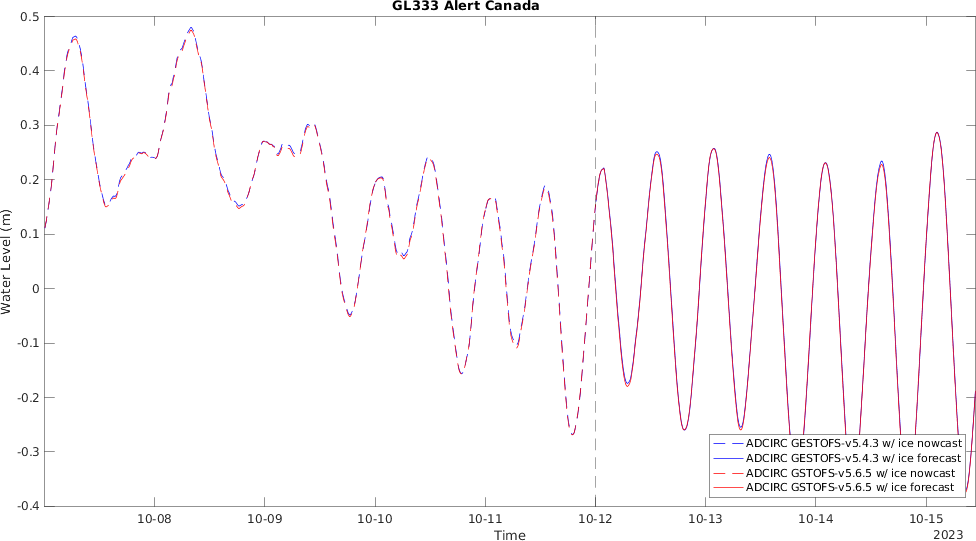 GL333 Alert Canada
0.5
0.4
0.3
0.2
0.1
0
-0.1
-0.2
-0.3
-0.4
Water Level (m)
ADCIRC GESTOFS-v5.4.3 w/ ice nowcast
ADCIRC GESTOFS-v5.4.3 w/ ice forecast
ADCIRC GSTOFS-v5.6.5 w/ ice nowcast
ADCIRC GSTOFS-v5.6.5 w/ ice forecast
10-08 10-09 10-10 10-11 10-12 10-13 10-14 10-15
Time
2023